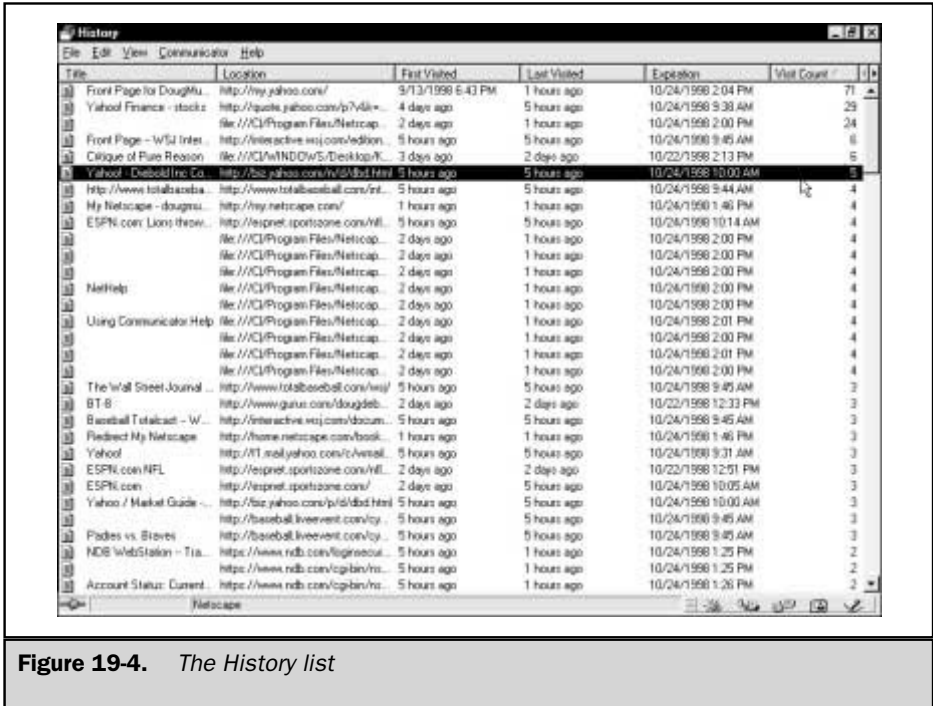 History
File Edit View Communicator Help
Title Location First Visited Last Visited Expiration Visit Count
Front Page for DougMu... http://my.yahoo.com/ 9/13/1998 6:43 PM 1 hours ago 10/24/1998 2:04 PM 71
Yahoo! Finance - stocks http://quote.yahoo.com/p?v&k=... 4 days ago 5 hours ago 10/24/1998 9:38 AM 29
file:///C|/Program Files/Netscap... 2 days ago 1 hours ago 10/24/1998 2:00 PM 24
Front Page - WSJ Inter... http://interactive.wsj.com/edition... 5 hours ago 5 hours ago 10/24/1998 9:45 AM 6
Critique of Pure Reason file:///C|/WINDOWS/Desktop/K... 3 days ago 2 days ago 10/22/1998 2:13 PM 6
Yahoo! - Diebold Inc Co... http://biz.yahoo.com/n/d/dbd.html 5 hours ago 5 hours ago 10/24/1998 10:00 AM 5
http://www.totalbaseba... http://www.totalbaseball.com/int... 5 hours ago 5 hours ago 10/24/1998 9:44 AM 4
My Netscape - dougmu... http://my.netscape.com/ 1 hours ago 1 hours ago 10/24/1998 1:46 PM 4
ESPN.com: Lions throw... http://espnet.sportszone.com/nfl... 5 hours ago 5 hours ago 10/24/1998 10:14 AM 4
file:///C|/Program Files/Netscap... 2 days ago 1 hours ago 10/24/1998 2:00 PM 4
file:///C|/Program Files/Netscap... 2 days ago 1 hours ago 10/24/1998 2:00 PM 4
file:///C|/Program Files/Netscap... 2 days ago 1 hours ago 10/24/1998 2:00 PM 4
NetHelp file:///C|/Program Files/Netscap... 2 days ago 1 hours ago 10/24/1998 2:00 PM 4
file:///C|/Program Files/Netscap... 2 days ago 1 hours ago 10/24/1998 2:00 PM 4
Using Communicator Help file:///C|/Program Files/Netscap... 2 days ago 1 hours ago 10/24/1998 2:01 PM 4
file:///C|/Program Files/Netscap... 2 days ago 1 hours ago 10/24/1998 2:00 PM 4
file:///C|/Program Files/Netscap... 2 days ago 1 hours ago 10/24/1998 2:01 PM 4
file:///C|/Program Files/Netscap... 2 days ago 1 hours ago 10/24/1998 2:00 PM 4
The Wall Street Journal ... http://www.totalbaseball.com/wsj/ 5 hours ago 5 hours ago 10/24/1998 9:45 AM 3
BT-8 http://www.gurus.com/dougdeb... 2 days ago 2 days ago 10/22/1998 12:33 PM 3
Baseball Totalcast - W... http://interactive.wsj.com/docum... 5 hours ago 5 hours ago 10/24/1998 9:45 AM 3
Redirect My Netscape http://home.netscape.com/book... 1 hours ago 1 hours ago 10/24/1998 1:46 PM 3
Yahoo! http://f1.mail.yahoo.com/c/wmail... 5 hours ago 5 hours ago 10/24/1998 9:31 AM 3
ESPN.com NFL http://espnet.sportszone.com/nfl... 2 days ago 2 days ago 10/22/1998 12:51 PM 3
ESPN.com http://espnet.sportszone.com/ 2 days ago 5 hours ago 10/24/1998 10:05 AM 3
Yahoo / Market Guide -... http://biz.yahoo.com/p/d/dbd.html 5 hours ago 5 hours ago 10/24/1998 10:00 AM 3
http://baseball.liveevent.com/cy... 5 hours ago 5 hours ago 10/24/1998 9:45 AM 3
Padres vs. Braves http://baseball.liveevent.com/cy... 5 hours ago 5 hours ago 10/24/1998 9:45 AM 3
NDB WebStation - Tra... https://www.ndb.com/loginsecui... 5 hours ago 1 hours ago 10/24/1998 1:25 PM 2
https://www.ndb.com/cgi-bin/ns... 5 hours ago 1 hours ago 10/24/1998 1:25 PM 2
Account Status: Current... https://www.ndb.com/cgi-bin/ns... 5 hours ago 1 hours ago 10/24/1998 1:26 PM 2
Netscape
Figure 19-4. The History list